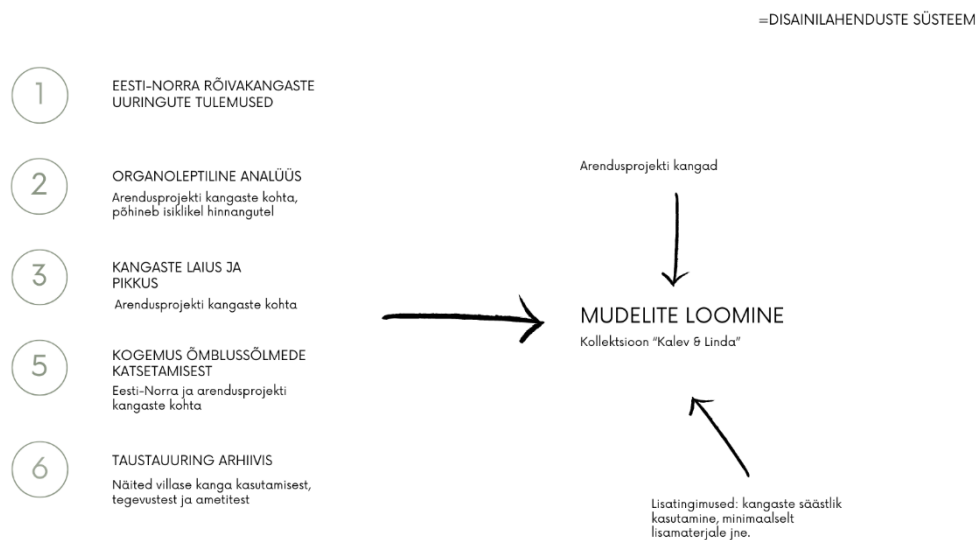 =DISAINILAHENDUSTE SÜSTEEM
1
EESTI-NORRA RÕIVAKANGASTE
UURINGUTE TULEMUSED
2
ORGANOLEPTILINE ANALÜÜS
Arendusprojekti kangaste kohta,
põhineb isiklikel hinnangutel
3
KANGASTE LAIUS JA
PIKKUS
Arendusprojekti kangaste kohta
5
KOGEMUS ÕMBLUSSÕLMEDE
KATSETAMISEST
Eesti-Norra ja arendusprojekti
kangaste kohta
6
TAUSTAUURING ARHIIVIS
Näited villase kanga kasutamisest,
tegevustest ja ametitest
Arendusprojekti kangad
MUDELITE LOOMINE
Kollektsioon "Kalev & Linda"
Lisatingimused: kangaste säästlik
kasutamine, minimaalselt
lisamaterjale jne.